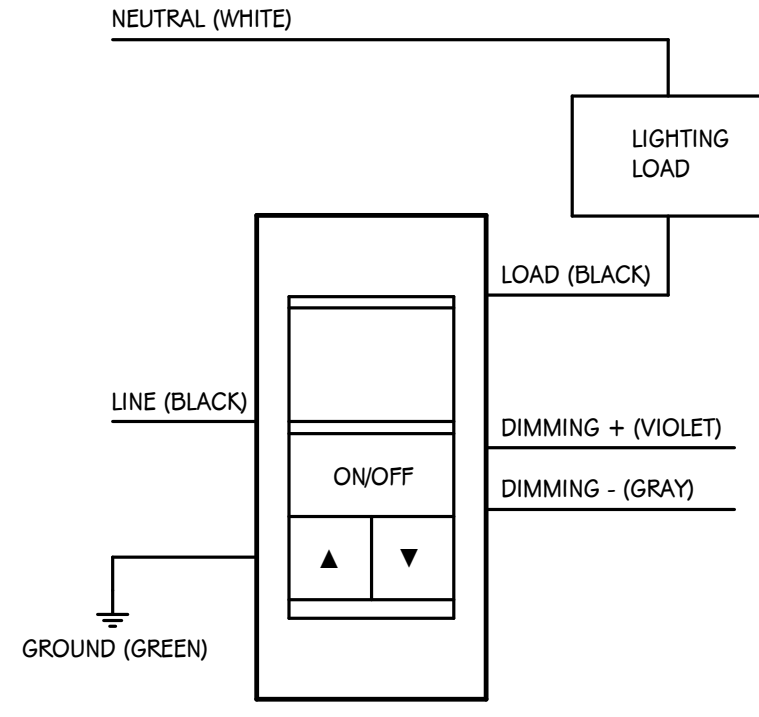 NEUTRAL (WHITE)
LIGHTING
LOAD
LOAD (BLACK)
LINE (BLACK)
DIMMING + (VIOLET)
ON/OFF
DIMMING - (GRAY)
▲ ▼
GROUND (GREEN)